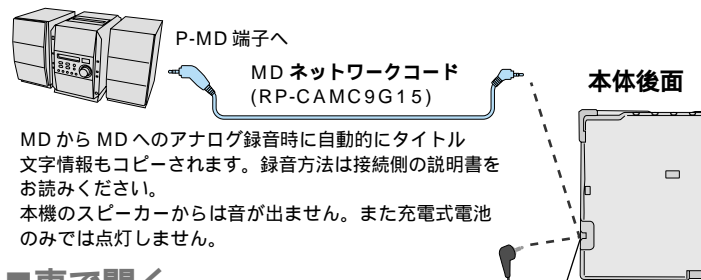 P-MD 端子へ
MD ネットワークコード
(RP-CAMC9G15)
本体後面
MD から MD へのアナログ録音時に自動的にタイトル
文字情報もコピーされます。録音方法は接続側の説明書を
お読みください。
本機のスピーカーからは音が出ません。また充電式電池
のみでは点灯しません。
■車で聞く